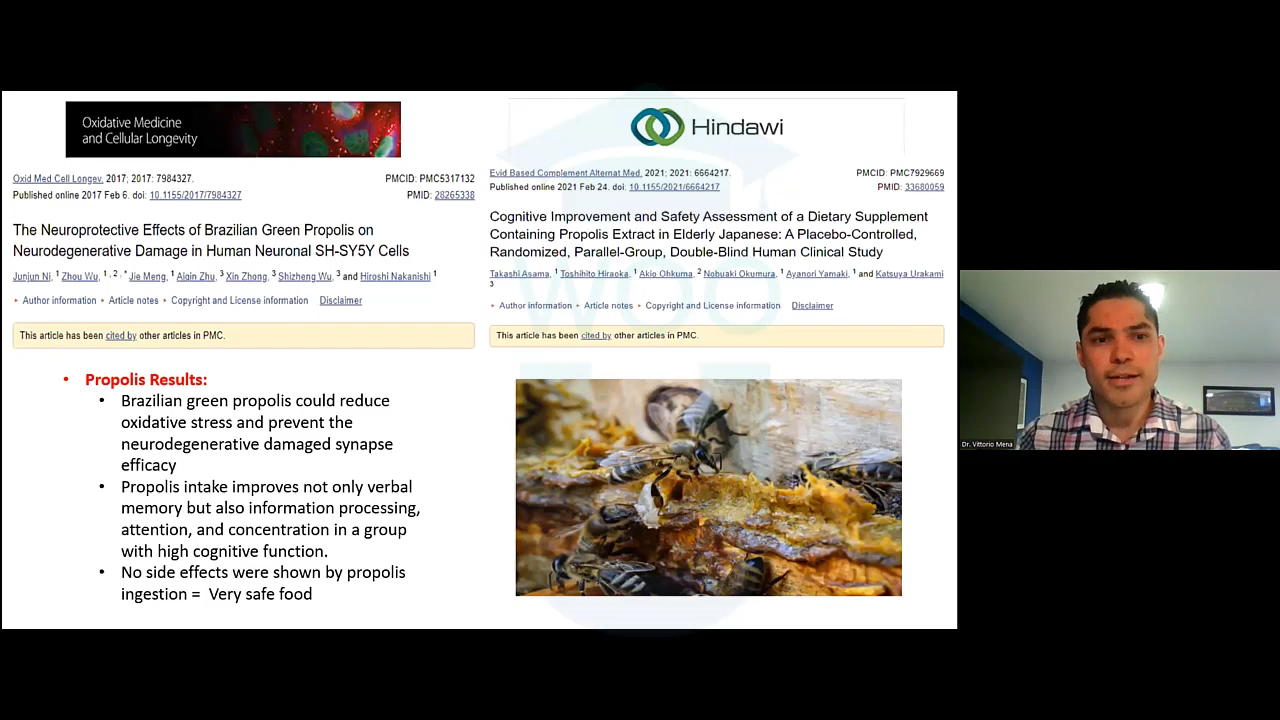 Oxidative Medicine
and Cellular Longevity
Oxid Med Cell Longev. 2017; 2017: 7984327.
PMCID: PMC5317132
Published online 2017 Feb 6. doi: 10.1155/2017/7984327
PMID: 28265338
The Neuroprotective Effects of Brazilian Green Propolis on
Neurodegenerative Damage in Human Neuronal SH-SY5Y Cells
Junjun Ni, 1 Zhou Wu, 1 , 2 , * Jie Meng, 1 Aiqin Zhu, 3 Xin Zhong, 3 Shizheng Wu, 3 and Hiroshi Nakanishi 1
▸ Author information ▸ Article notes ▸ Copyright and License information Disclaimer
This article has been cited by other articles in PMC.
• Propolis Results:
• Brazilian green propolis could reduce
oxidative stress and prevent the
neurodegenerative damaged synapse
efficacy
• Propolis intake improves not only verbal
memory but also information processing,
attention, and concentration in a group
with high cognitive function.
• No side effects were shown by propolis
ingestion = Very safe food
Hindawi
Evid Based Complement Alternat Med. 2021; 2021: 6664217.
PMCID: PMC7929669
Published online 2021 Feb 24. doi: 10.1155/2021/6664217
PMID: 33680059
Cognitive Improvement and Safety Assessment of a Dietary Supplement
Containing Propolis Extract in Elderly Japanese: A Placebo-Controlled,
Randomized, Parallel-Group, Double-Blind Human Clinical Study
Takashi Asama, 1 Toshihito Hiraoka, 1 Akio Ohkuma, 2 Nobuaki Okumura, 1 Ayanori Yamaki, 1 and Katsuya Urakami
3
▸ Author information ▸ Article notes ▸ Copyright and License information Disclaimer
This article has been cited by other articles in PMC.
WOO
Dr. Vittorio Mena